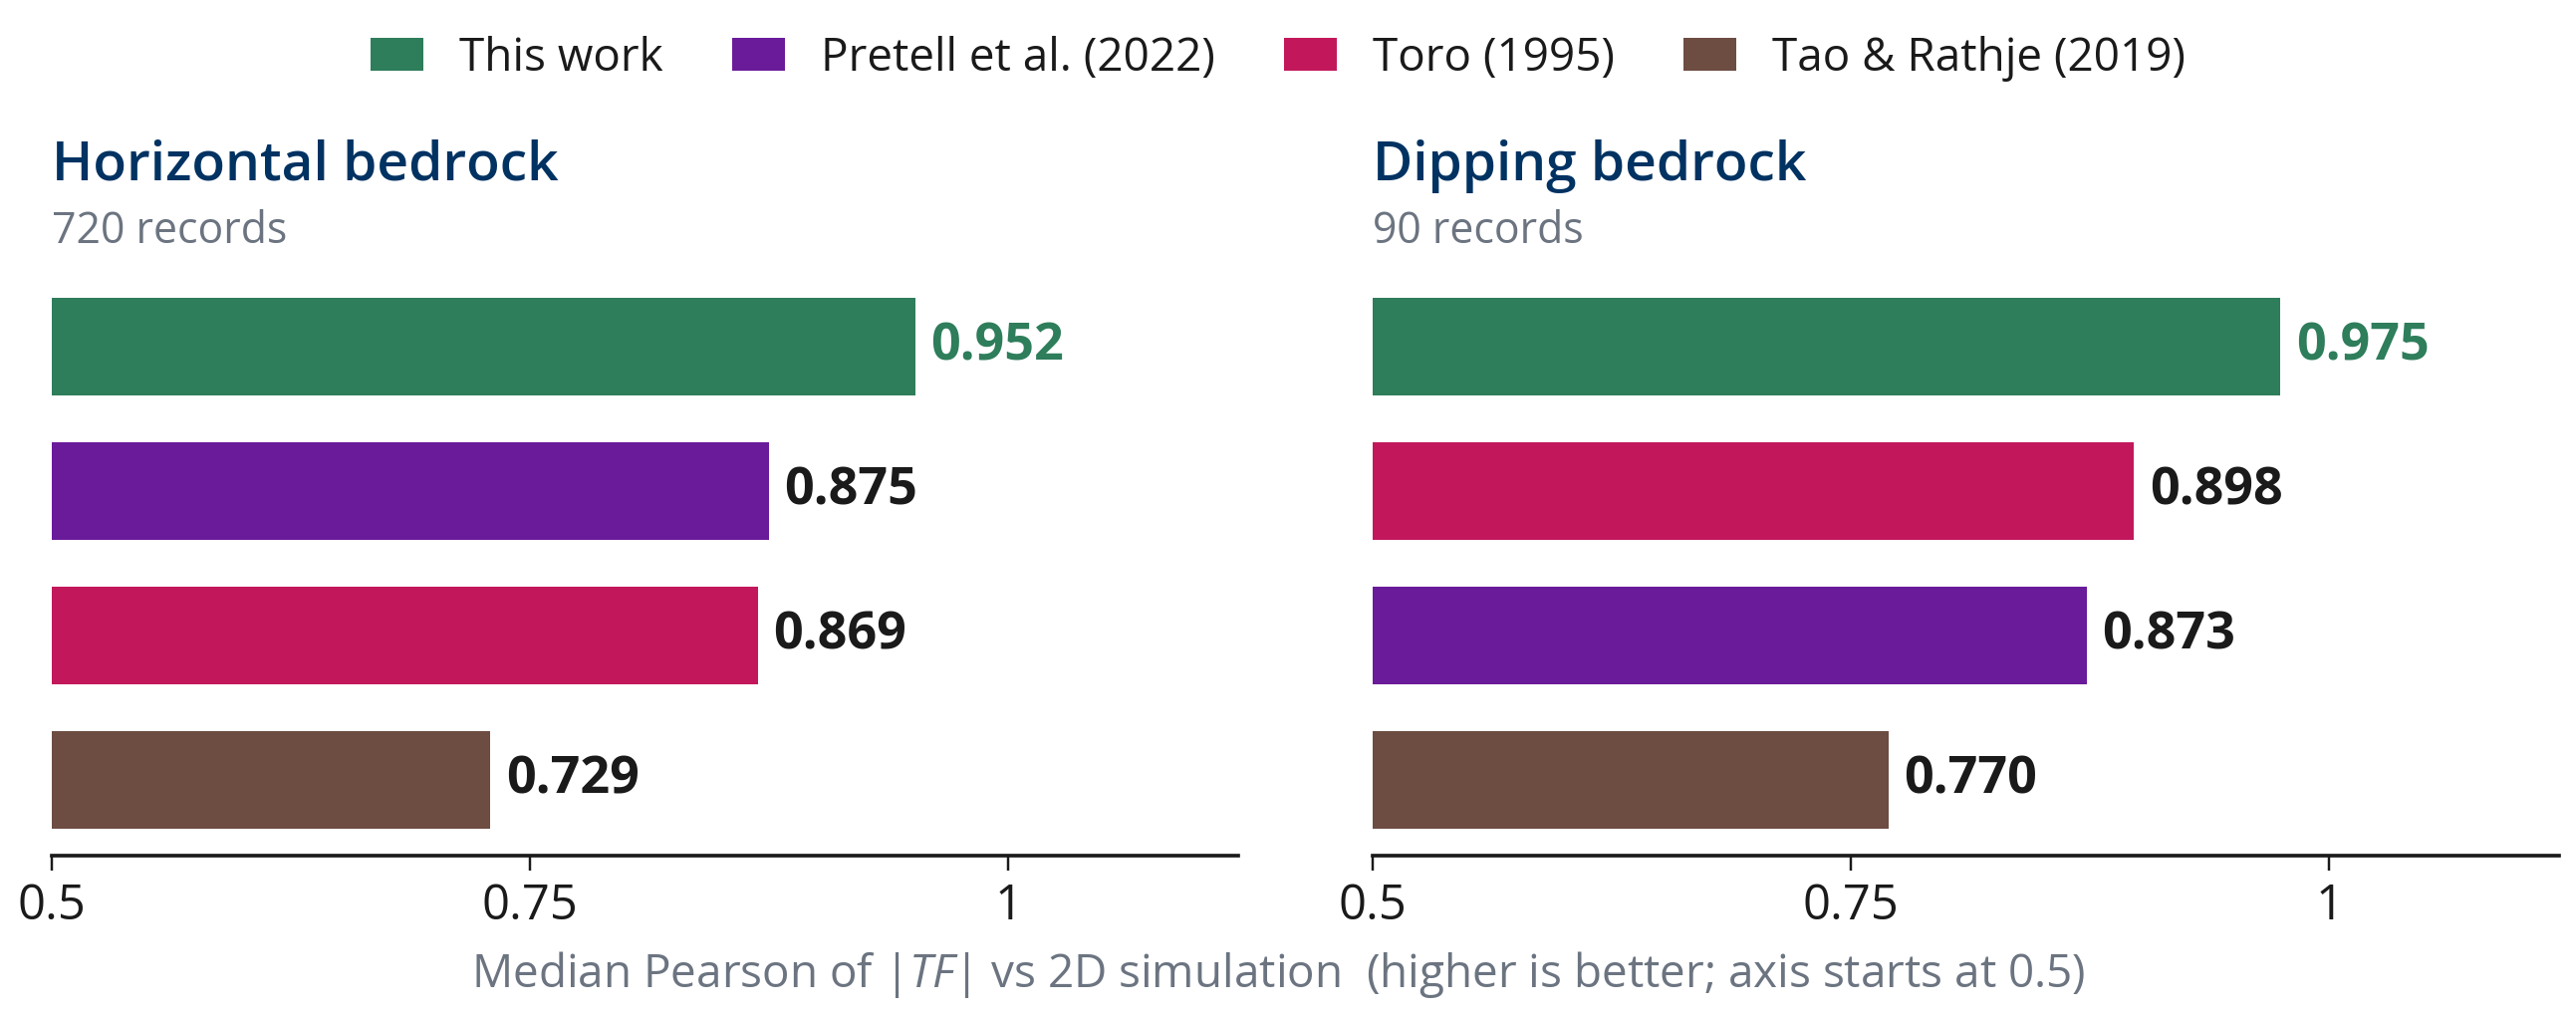 This work Pretell et al. (2022) Toro (1995) Tao & Rathje (2019)
Horizontal bedrock
720 records
0.952
0.875
0.869
0.729
0.5 0.75 1
Dipping bedrock
90 records
0.975
0.898
0.873
0.770
0.5 0.75 1
Median Pearson of |TF| vs 2D simulation (higher is better; axis starts at 0.5)